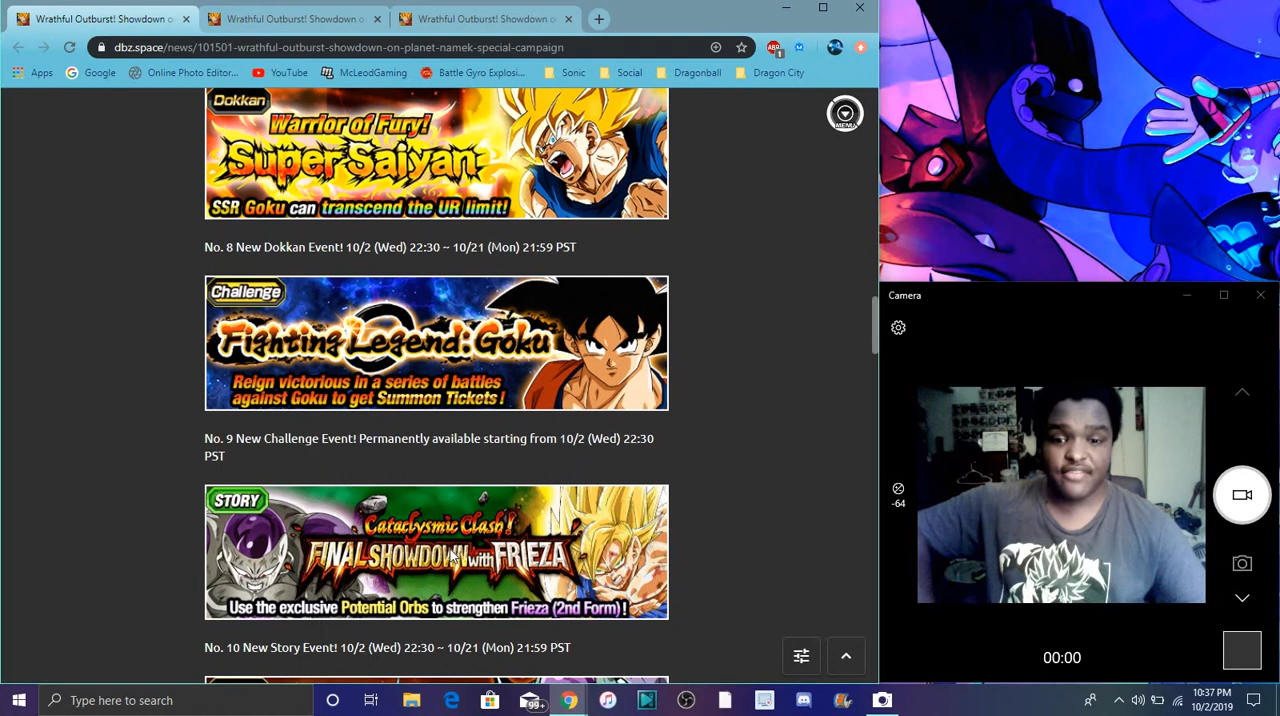 Wrathful Outburst! Showdown o
Wrathful Outburst! Showdown o
Wrathful Outburst! Showdown o
dbz.space/news/101501-wrathful-outburst-showdown-on-planet-namek-special-campaign
ABP
1
Apps
Google
Online Photo Editor...
YouTube
McLeodGaming
Battle Gyro Explosi...
Sonic
Social
Dragonball
Dragon City
Dokkan
Warrior of Fury!
Super Saiyan
SSR Goku can transcend the UR limit!
MENU
No. 8 New Dokkan Event! 10/2 (Wed) 22:30 ~ 10/21 (Mon) 21:59 PST
Challenge
Fighting Legend: Goku
Reign victorious in a series of battles
against Goku to get Summon Tickets!
No. 9 New Challenge Event! Permanently available starting from 10/2 (Wed) 22:30
PST
STORY
Cataclysmic Clash!
FINAL SHOWDOWN with FRIEZA
Use the exclusive Potential Orbs to strengthen Frieza (2nd Form)!
No. 10 New Story Event! 10/2 (Wed) 22:30 ~ 10/21 (Mon) 21:59 PST
Camera
-64
00:00
Type here to search
99+
10:37 PM
10/2/2019